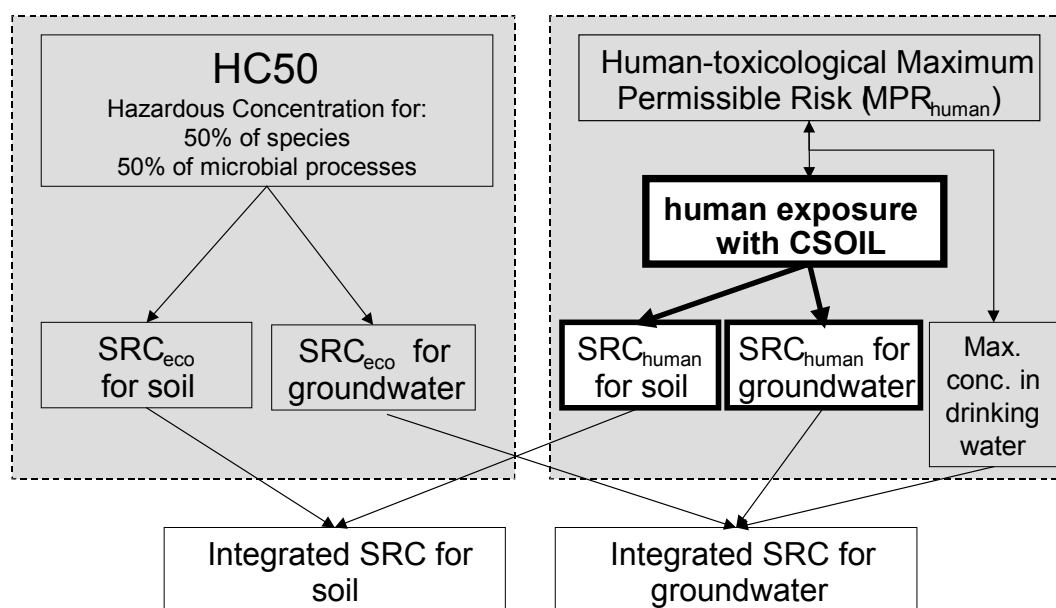 HC50
Hazardous Concentration for:
50% of species
50% of microbial processes
Human-toxicological Maximum
Permissible Risk (MPRhuman)
human exposure
with CSOIL
SRCeco
for soil
SRCeco for
groundwater
SRChuman
for soil
SRChuman for
groundwater
Max.
conc. in
drinking
water
Integrated SRC for
soil
Integrated SRC for
groundwater